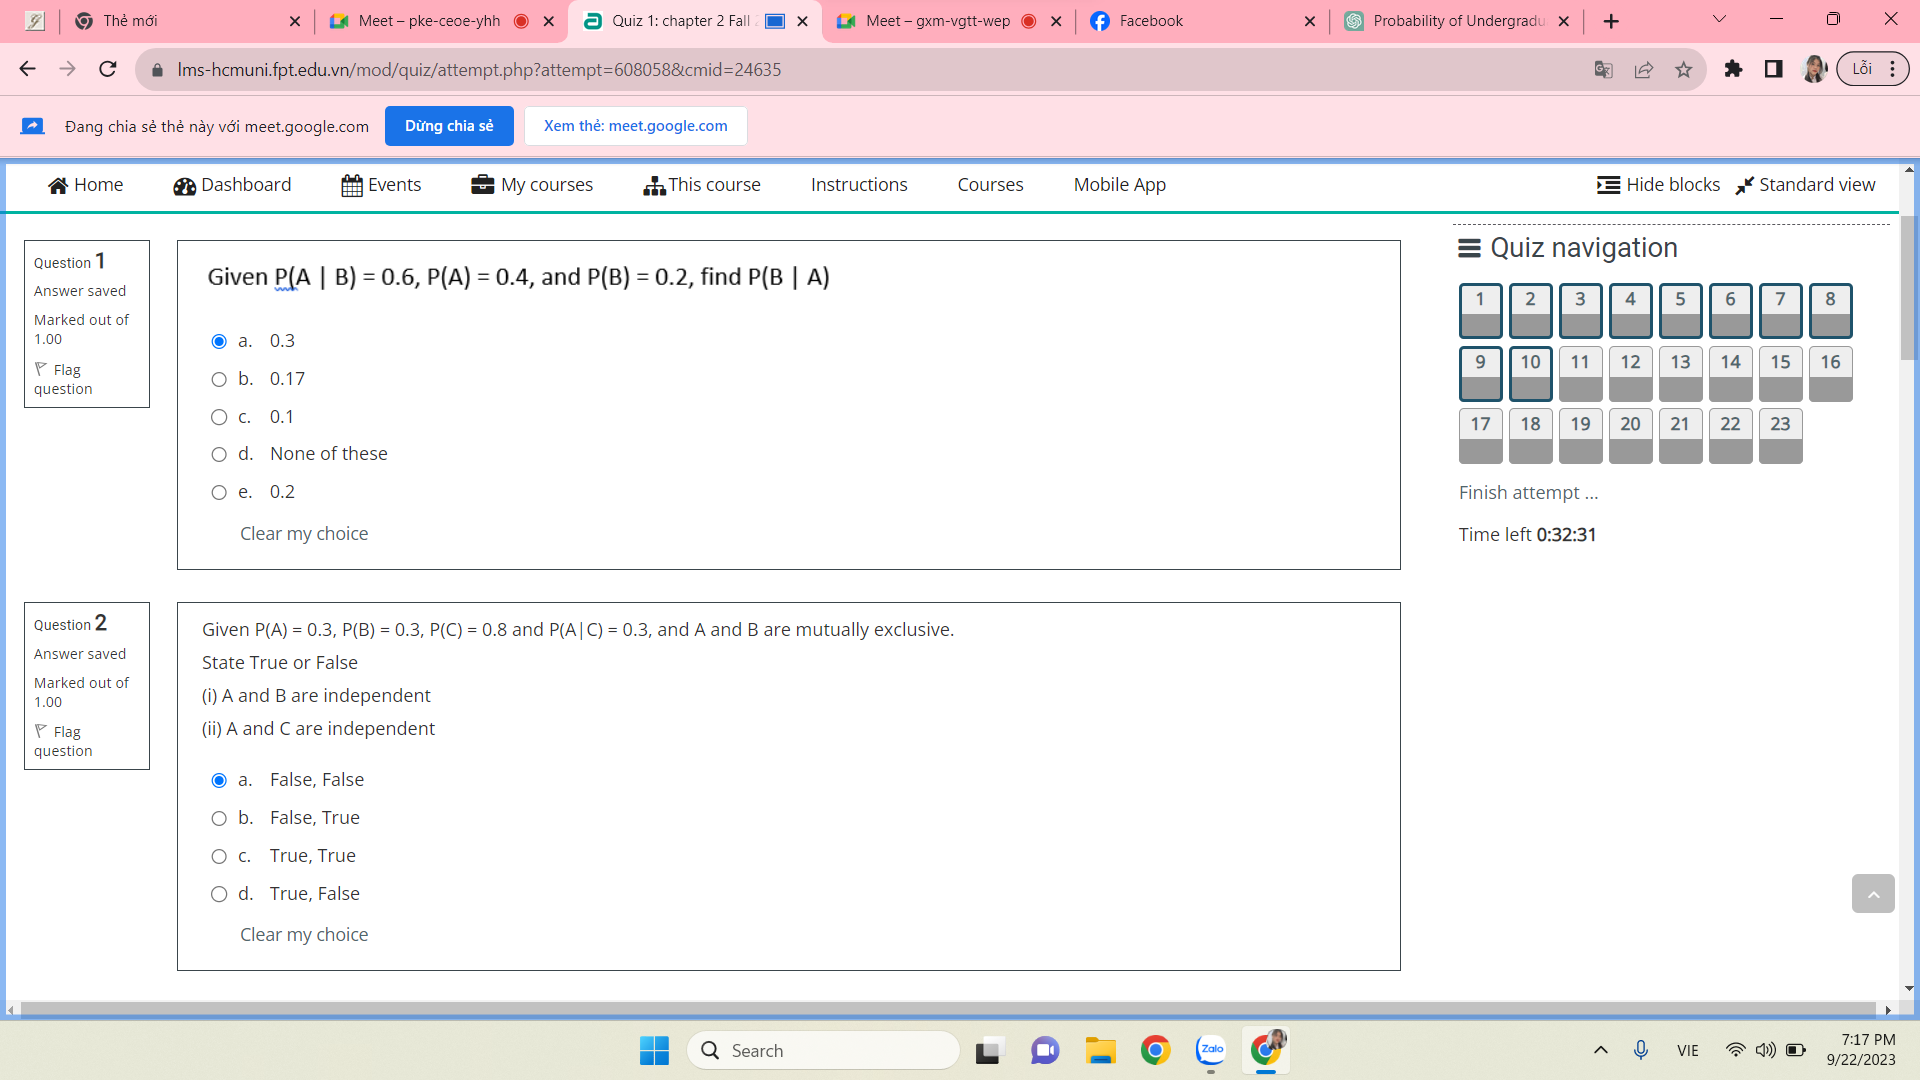 Thẻ mới
Meet – pke-ceoe-yhh
Quiz 1: chapter 2 Fall
Meet – gxm-vgtt-wep
Facebook
Probability of Undergradu
lms-hcmuni.fpt.edu.vn/mod/quiz/attempt.php?attempt=608058&cmid=24635
Lỗi
Đang chia sẻ thẻ này với meet.google.com
Dừng chia sẻ
Xem thẻ: meet.google.com
Home
Dashboard
Events
My courses
This course
Instructions
Courses
Mobile App
Hide blocks
Standard view
Question 1
Answer saved
Marked out of
1.00
Flag
question
Given P(A | B) = 0.6, P(A) = 0.4, and P(B) = 0.2, find P(B | A)
a. 0.3
b. 0.17
c. 0.1
d. None of these
e. 0.2
Clear my choice
Question 2
Answer saved
Marked out of
1.00
Flag
question
Given P(A) = 0.3, P(B) = 0.3, P(C) = 0.8 and P(A|C) = 0.3, and A and B are mutually exclusive.
State True or False
(i) A and B are independent
(ii) A and C are independent
a. False, False
b. False, True
c. True, True
d. True, False
Clear my choice
Quiz navigation
1 2 3 4 5 6 7 8
9 10 11 12 13 14 15 16
17 18 19 20 21 22 23
Finish attempt ...
Time left 0:32:31
Search
Zalo
VIE
7:17 PM
9/22/2023